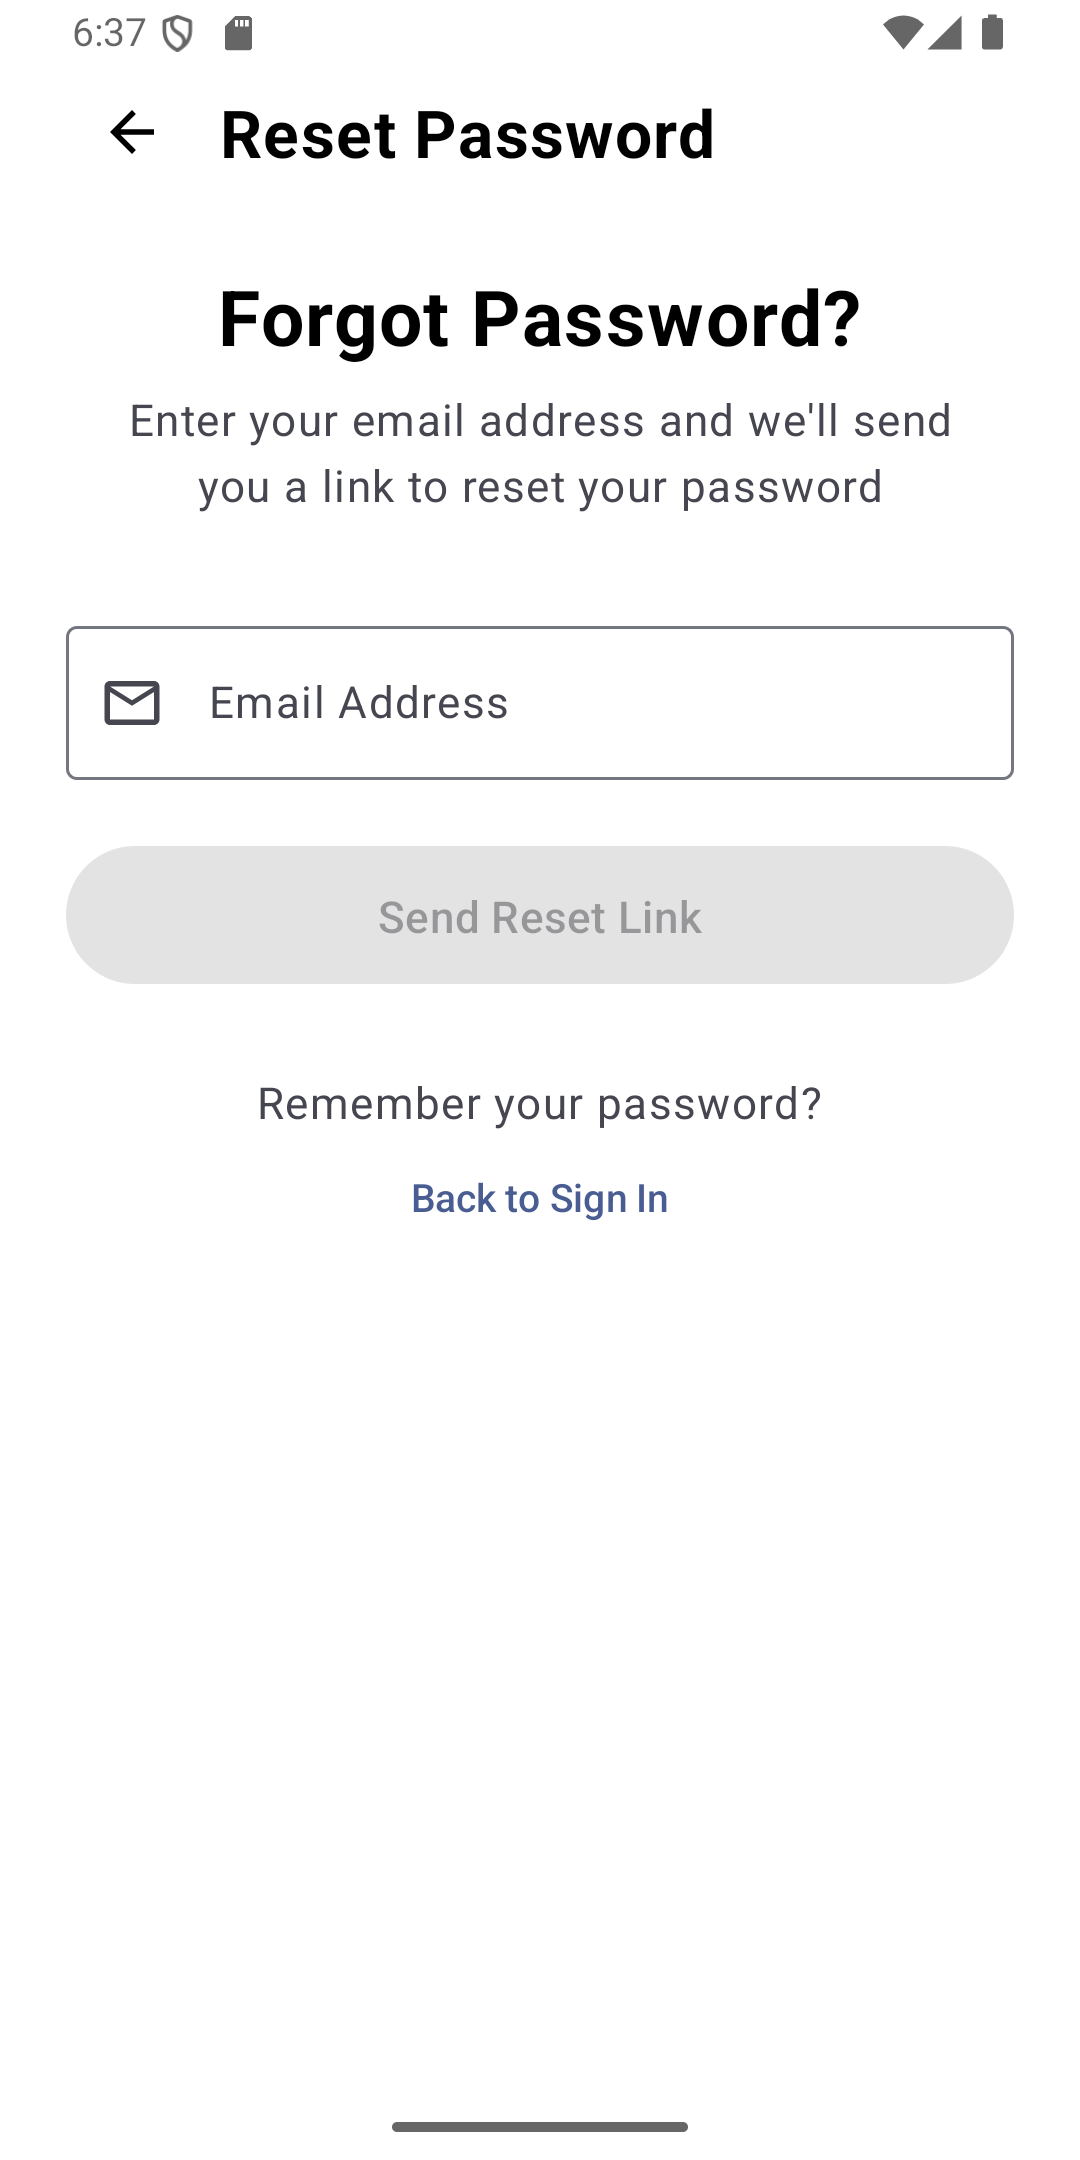 6:37
Reset Password
Forgot Password?
Enter your email address and we'll send
you a link to reset your password
Email Address
Send Reset Link
Remember your password?
Back to Sign In